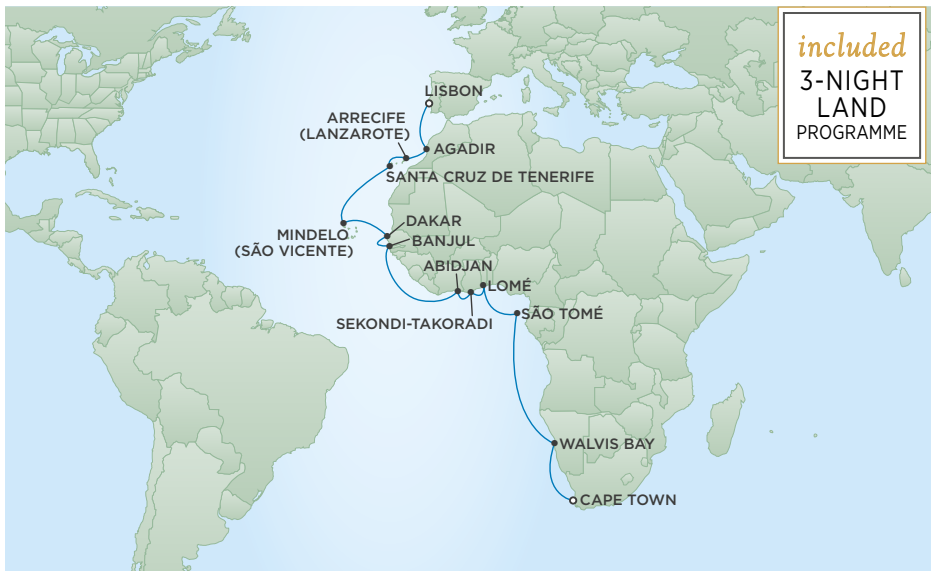 included
3-NIGHT
LAND
PROGRAMME
LISBON
ARRECIFE
(LANZAROTE)
AGADIR
SANTA CRUZ DE TENERIFE
MINDELO
(SÃO VICENTE)
DAKAR
BANJUL
ABIDJAN
LOMÉ
SEKONDI-TAKORADI
SÃO TOMÉ
WALVIS BAY
CAPE TOWN